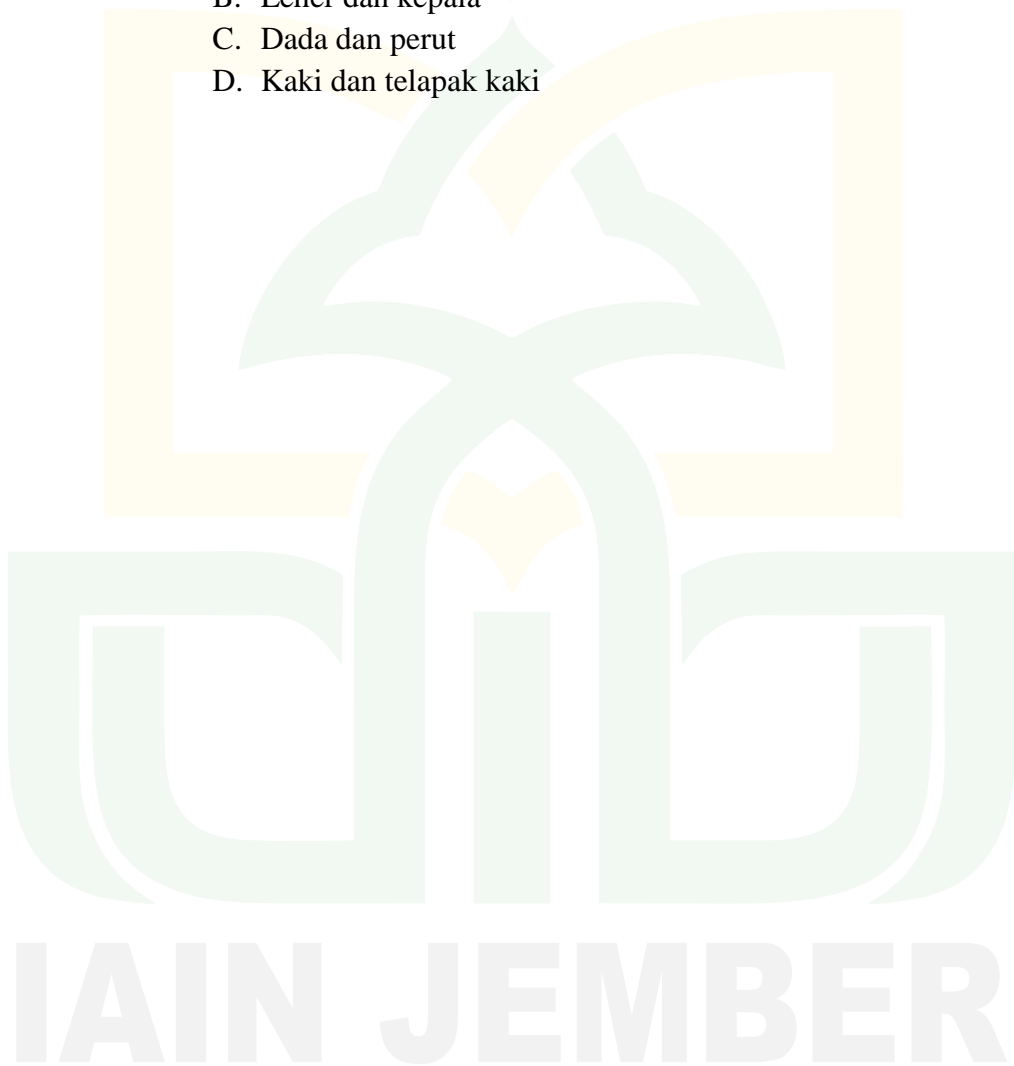 B. Leher dan kepala
C. Dada dan perut
D. Kaki dan telapak kaki
IAIN JEMBER